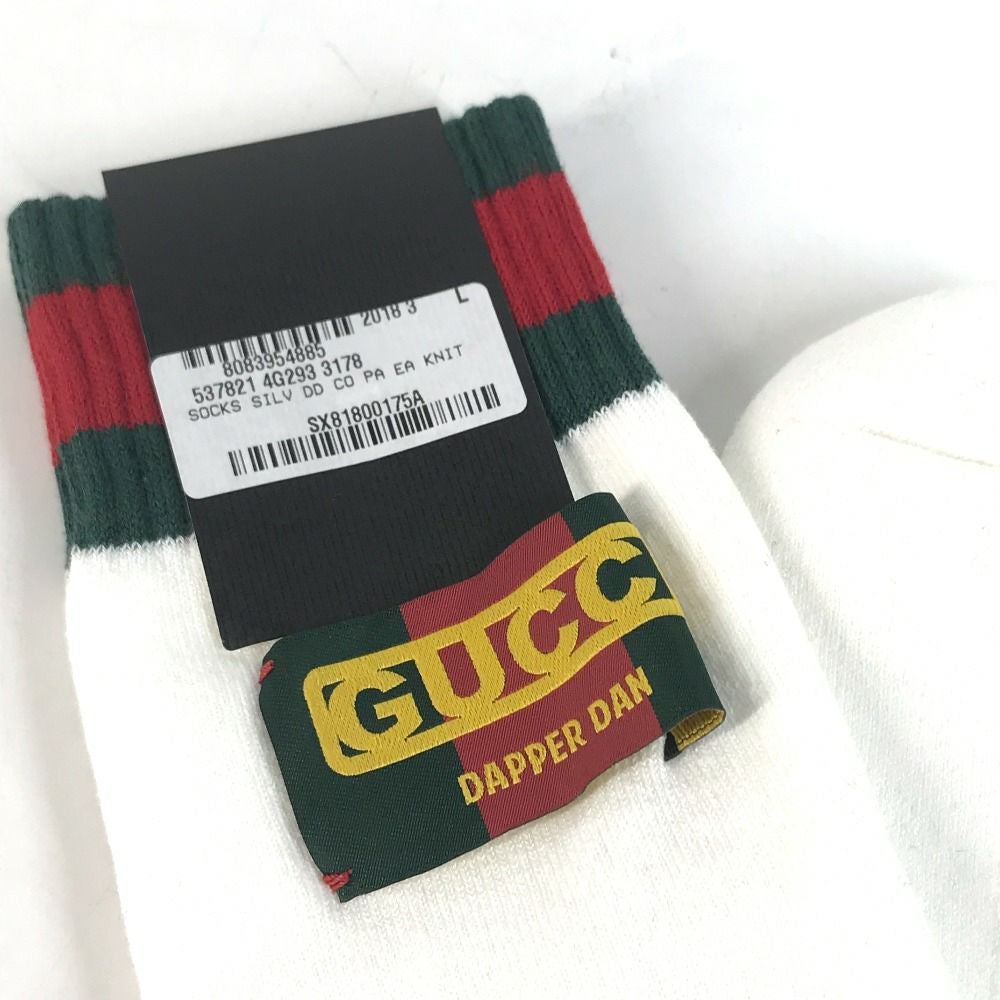 2018 3 L
8083954885
537821 4G293 3178
SOCKS SILV DD CO PA EA KNIT
SX81800175A
GUCC
DAPPER DAN